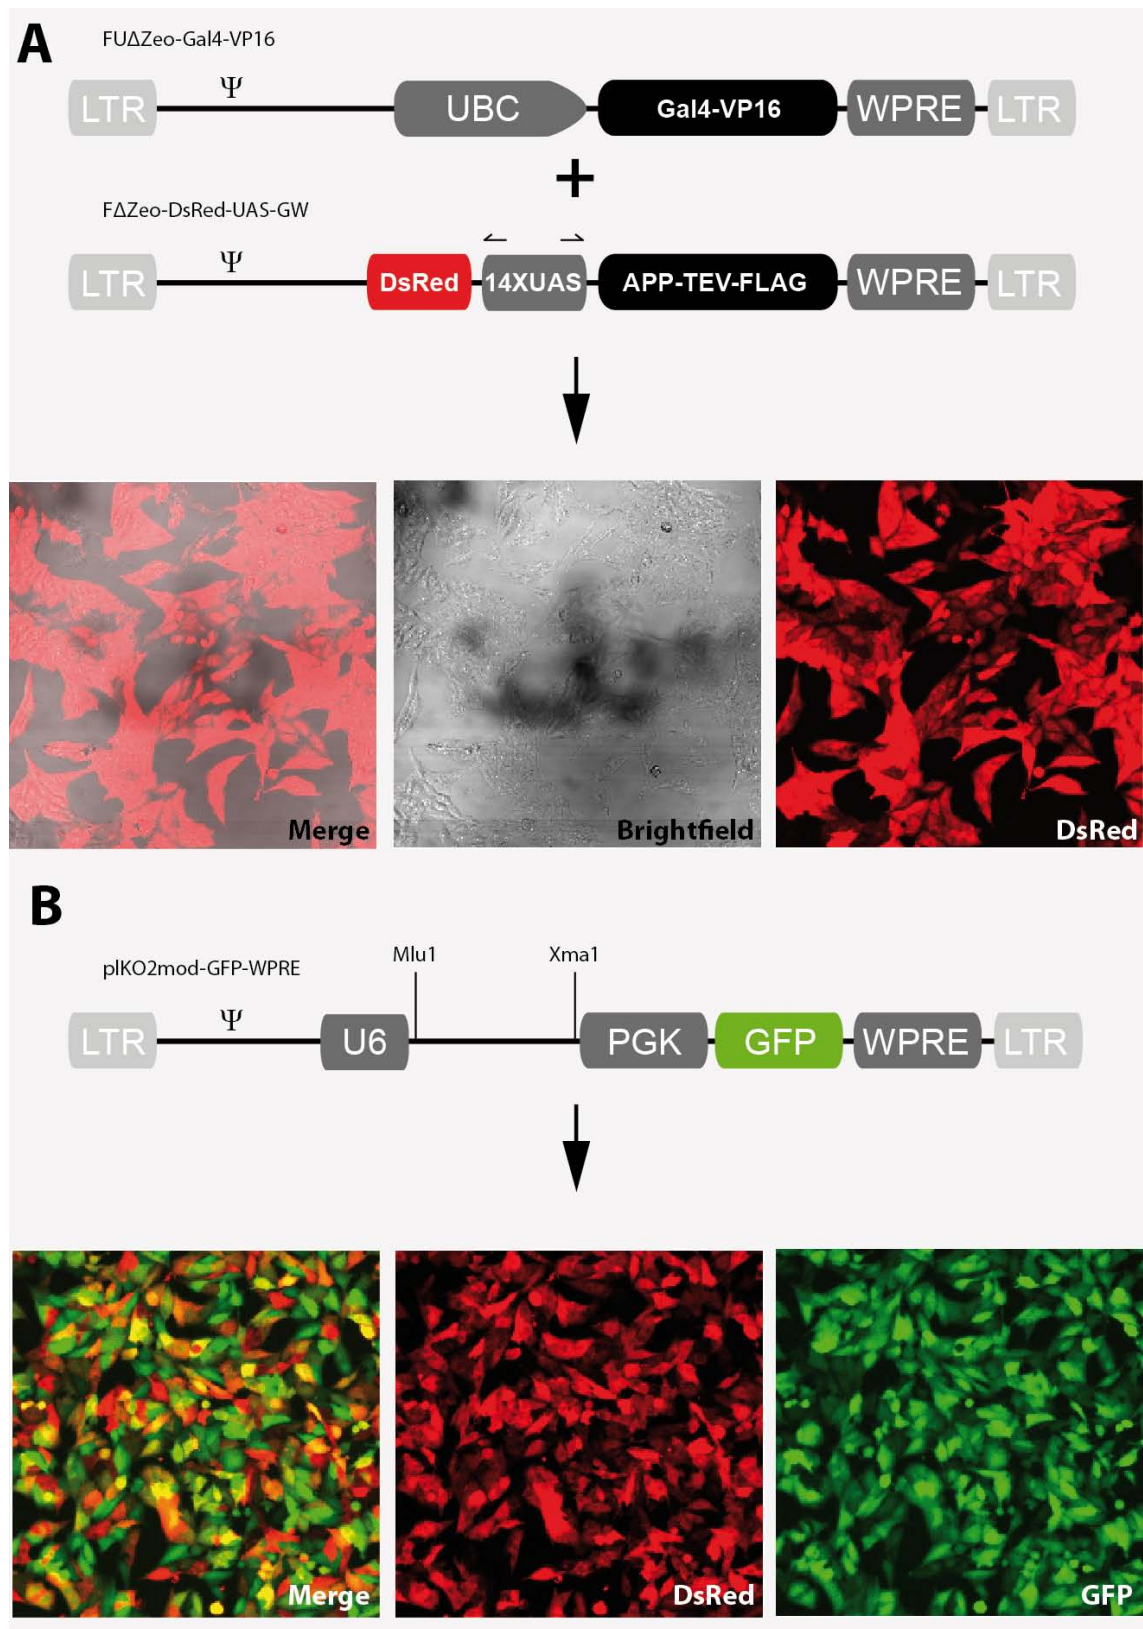 A
FUΔZeo-Gal4-VP16
Ψ
LTR UBC Gal4-VP16 WPRE LTR
+
FΔZeo-DsRed-UAS-GW
Ψ
LTR DsRed 14XUAS APP-TEV-FLAG WPRE LTR
Merge Brightfield DsRed
B
plKO2mod-GFP-WPRE Mlu1 Xma1
Ψ
LTR U6 PGK GFP WPRE LTR
Merge DsRed GFP